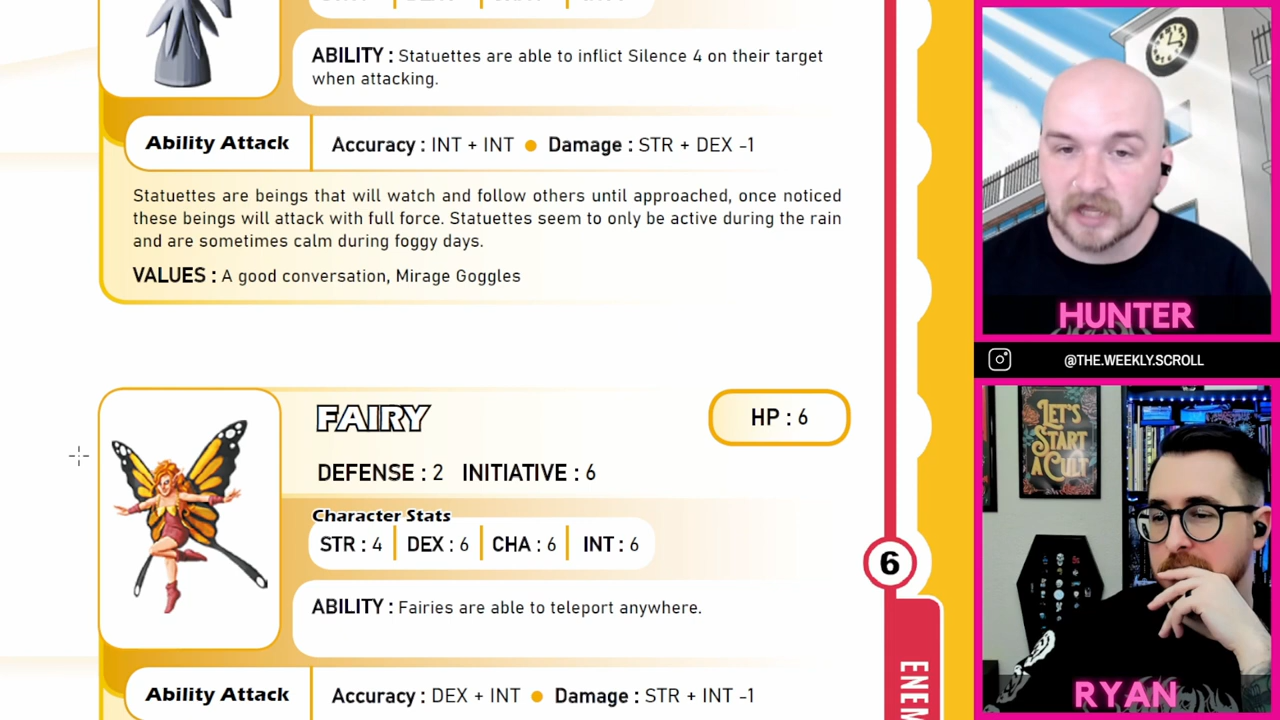 ABILITY : Statuettes are able to inflict Silence 4 on their target
when attacking.
Ability Attack
Accuracy : INT + INT ● Damage : STR + DEX -1
Statuettes are beings that will watch and follow others until approached, once noticed
these beings will attack with full force. Statuettes seem to only be active during the rain
and are sometimes calm during foggy days.
VALUES : A good conversation, Mirage Goggles
FAIRY
HP : 6
DEFENSE : 2 INITIATIVE : 6
Character Stats
STR : 4 DEX : 6 CHA : 6 INT : 6
ABILITY : Fairies are able to teleport anywhere.
Ability Attack
Accuracy : DEX + INT ● Damage : STR + INT -1
6
ENEM
HUNTER
@THE.WEEKLY.SCROLL
LET'S
START
A CULT
RYAN